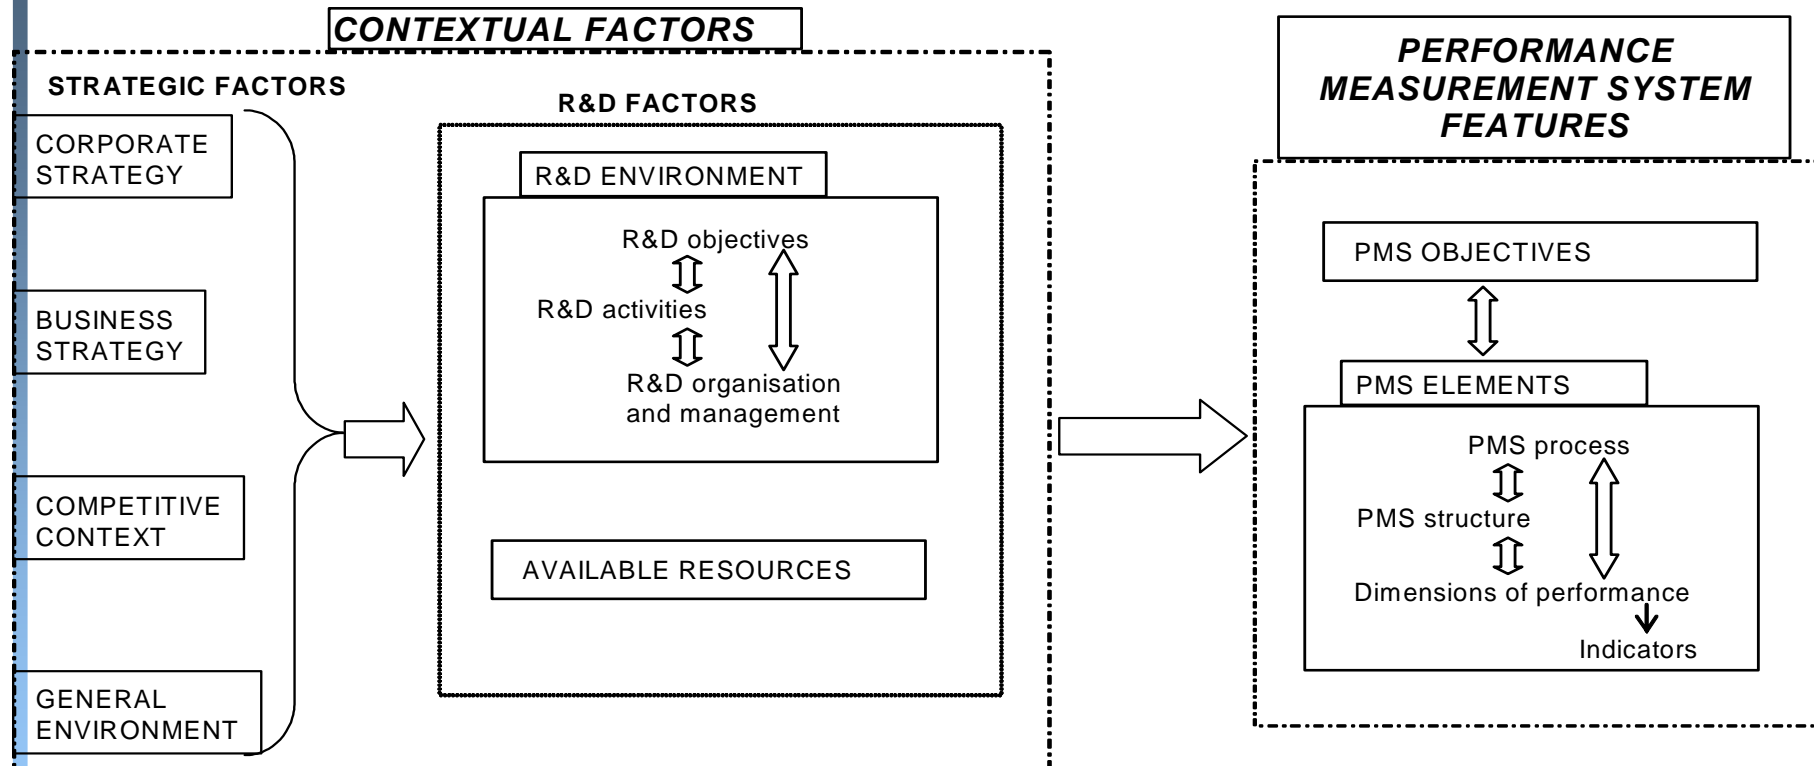 CONTEXTUAL FACTORS
STRATEGIC FACTORS
CORPORATE
STRATEGY
BUSINESS
STRATEGY
COMPETITIVE
CONTEXT
GENERAL
ENVIRONMENT
R&D FACTORS
R&D ENVIRONMENT
R&D objectives
R&D activities
R&D organisation
and management
AVAILABLE RESOURCES
PERFORMANCE
MEASUREMENT SYSTEM
FEATURES
PMS OBJECTIVES
PMS ELEMENTS
PMS process
PMS structure
Dimensions of performance
Indicators